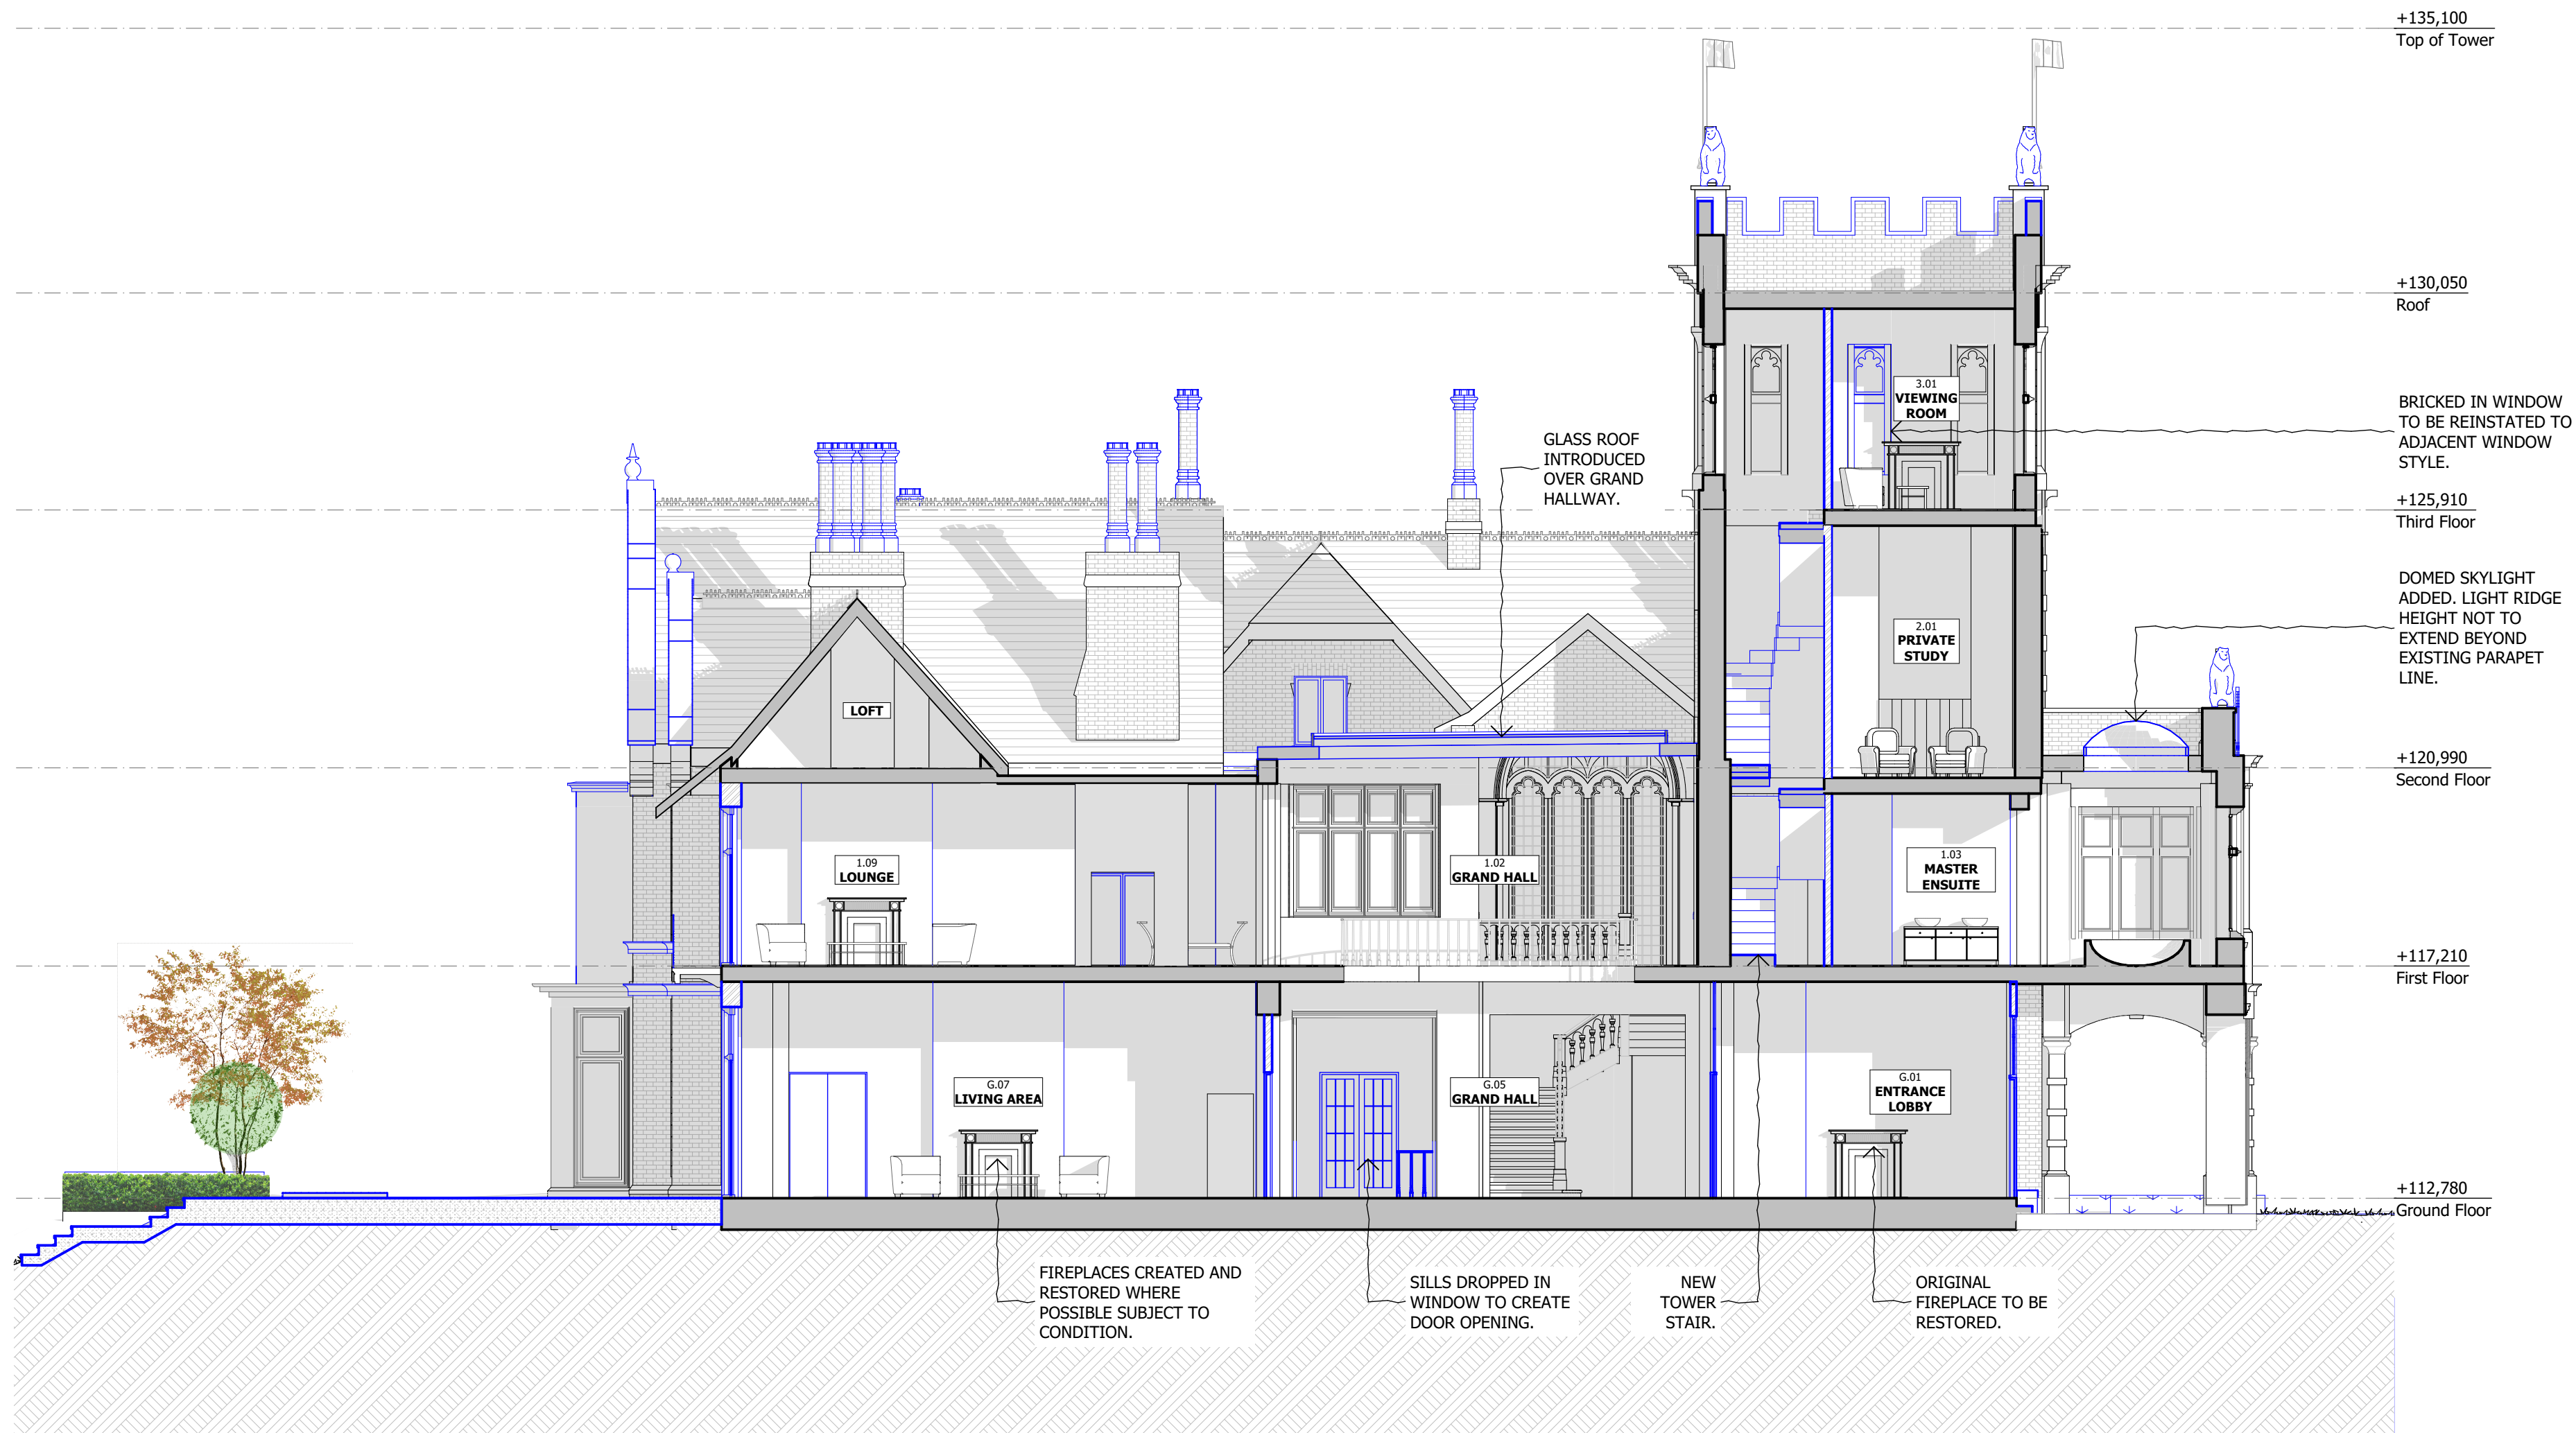 +135,100
Top of Tower
+130,050
Roof
3.01
VIEWING
ROOM
BRICKED IN WINDOW
TO BE REINSTATED TO
ADJACENT WINDOW
STYLE.
GLASS ROOF
INTRODUCED
OVER GRAND
HALLWAY.
+125,910
Third Floor
DOMED SKYLIGHT
ADDED. LIGHT RIDGE
HEIGHT NOT TO
EXTEND BEYOND
EXISTING PARAPET
LINE.
2.01
PRIVATE
STUDY
LOFT
+120,990
Second Floor
1.09
LOUNGE
1.02
GRAND HALL
1.03
MASTER
ENSUITE
+117,210
First Floor
G.07
LIVING AREA
G.05
GRAND HALL
G.01
ENTRANCE
LOBBY
+112,780
Ground Floor
FIREPLACES CREATED AND
RESTORED WHERE
POSSIBLE SUBJECT TO
CONDITION.
SILLS DROPPED IN
WINDOW TO CREATE
DOOR OPENING.
NEW
TOWER
STAIR.
ORIGINAL
FIREPLACE TO BE
RESTORED.